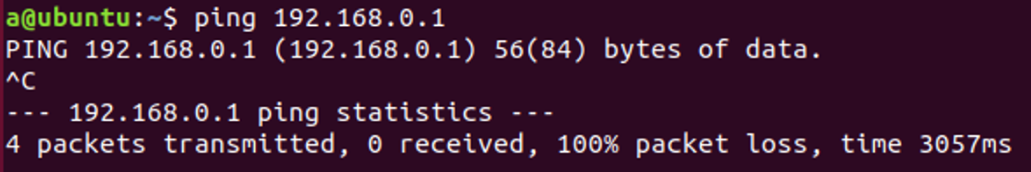 a@ubuntu:~$ ping 192.168.0.1
PING 192.168.0.1 (192.168.0.1) 56(84) bytes of data.
^C
--- 192.168.0.1 ping statistics ---
4 packets transmitted, 0 received, 100% packet loss, time 3057ms